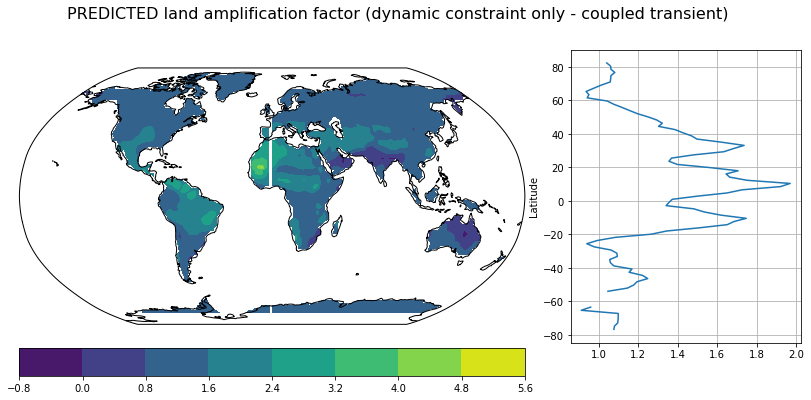 PREDICTED land amplification factor (dynamic constraint only - coupled transient)
80
60
40
20
0
−20
−40
−60
−80
Latitude
1.0 1.2 1.4 1.6 1.8 2.0
−0.8 0.0 0.8 1.6 2.4 3.2 4.0 4.8 5.6